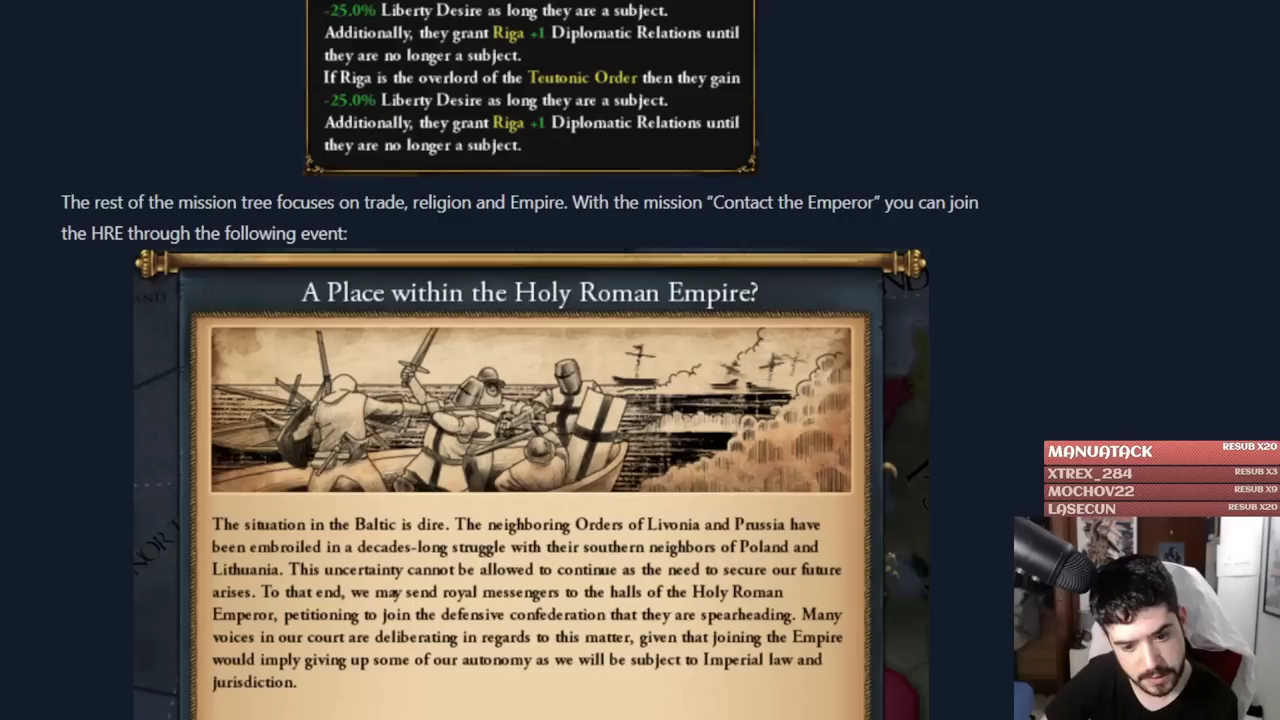 -25.0% Liberty Desire as long they are a subject.
Additionally, they grant Riga +1 Diplomatic Relations until
they are no longer a subject.
If Riga is the overlord of the Teutonic Order then they gain
-25.0% Liberty Desire as long they are a subject.
Additionally, they grant Riga +1 Diplomatic Relations until
they are no longer a subject.
The rest of the mission tree focuses on trade, religion and Empire. With the mission “Contact the Emperor” you can join
the HRE through the following event:
A Place within the Holy Roman Empire?
The situation in the Baltic is dire. The neighboring Orders of Livonia and Prussia have
been embroiled in a decades-long struggle with their southern neighbors of Poland and
Lithuania. This uncertainty cannot be allowed to continue as the need to secure our future
arises. To that end, we may send royal messengers to the halls of the Holy Roman
Emperor, petitioning to join the defensive confederation that they are spearheading. Many
voices in our court are deliberating in regards to this matter, given that joining the Empire
would imply giving up some of our autonomy as we will be subject to Imperial law and
jurisdiction.
MANUATACK RESUB X20
XTREX_284 RESUB X3
MOCHOV22 RESUB X9
LASECUN RESUB X20